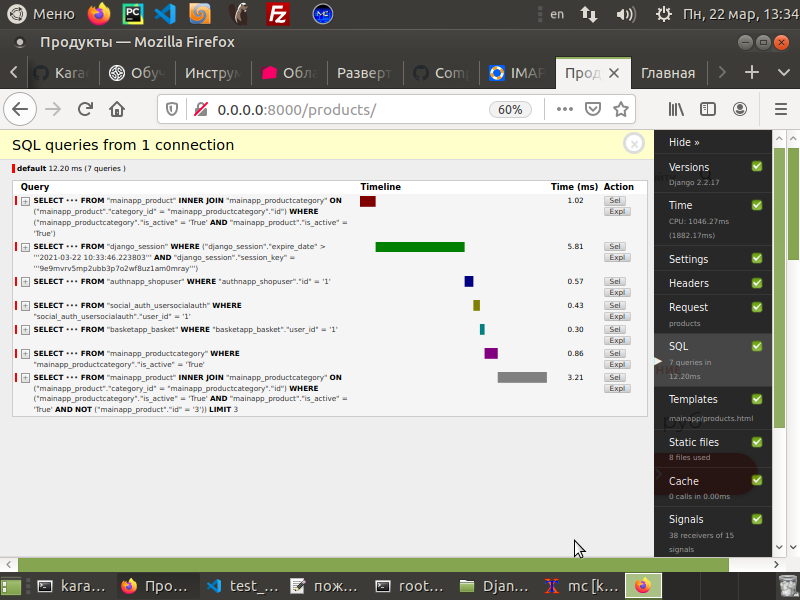 Меню
en
Пн, 22 мар, 13:34
Продукты — Mozilla Firefox
Кага
Обуч
Инструм
Обла
Разверт
Com
IMAP
Прод
Главная
0.0.0.0:8000/products/
60%
SQL queries from 1 connection
default 12.20 ms (7 queries )
Query Timeline Time (ms) Action
SELECT ••• FROM "mainapp_product" INNER JOIN "mainapp_productcategory" ON
("mainapp_product"."category_id" = "mainapp_productcategory"."id") WHERE
("mainapp_productcategory"."is_active" = 'True' AND "mainapp_product"."is_active" =
'True')
1.02
Sel
Expl
SELECT ••• FROM "django_session" WHERE ("django_session"."expire_date" >
'''2021-03-22 10:33:46.223803''' AND "django_session"."session_key" =
'''9e9mvrv5mp2ubb3p7o2wf8uz1am0mray''')
5.81
Sel
Expl
SELECT ••• FROM "authnapp_shopuser" WHERE "authnapp_shopuser"."id" = '1'
0.57
Sel
Expl
SELECT ••• FROM "social_auth_usersocialauth" WHERE
"social_auth_usersocialauth"."user_id" = '1'
0.43
Sel
Expl
SELECT ••• FROM "basketapp_basket" WHERE "basketapp_basket"."user_id" = '1'
0.30
Sel
Expl
SELECT ••• FROM "mainapp_productcategory" WHERE
"mainapp_productcategory"."is_active" = 'True'
0.86
Sel
Expl
SELECT ••• FROM "mainapp_product" INNER JOIN "mainapp_productcategory" ON
("mainapp_product"."category_id" = "mainapp_productcategory"."id") WHERE
("mainapp_productcategory"."is_active" = 'True' AND "mainapp_product"."is_active" =
'True' AND NOT ("mainapp_product"."id" = '3')) LIMIT 3
3.21
Sel
Expl
Hide »
Versions
Django 2.2.17
Time
CPU: 1046.27ms
(1882.17ms)
Settings
Headers
Request
products
SQL
7 queries in
12.20ms
Templates
mainapp/products.html
руб
Static files
8 files used
Cache
0 calls in 0.00ms
Signals
38 receivers of 15
signals
kara...
Про...
test_...
пож...
root...
Djan...
mc [k...